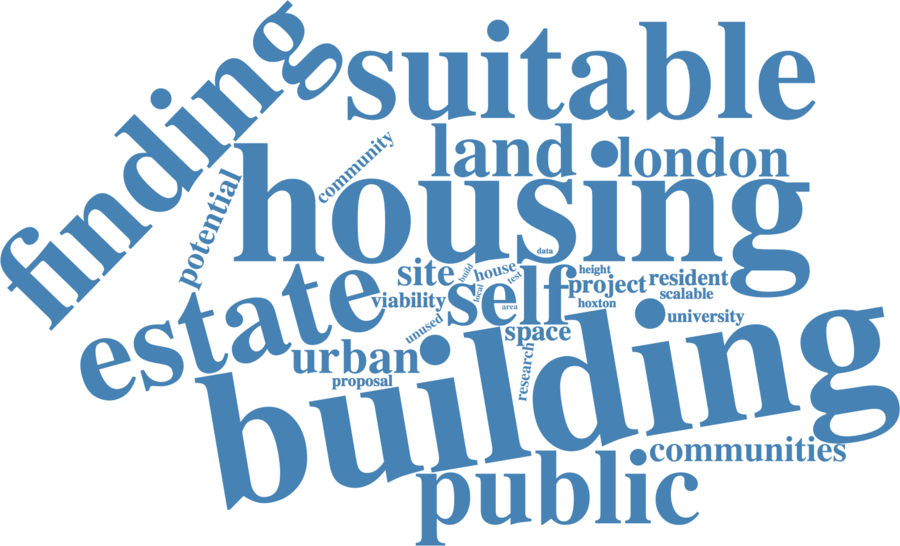 finding
suitable
land
london
community
housing
potential
data
estate
site
build
house
test
height
project
resident
scalable
viability
self
local
area
hoxton
university
unused
space
urban
building
proposal
research
communities
public